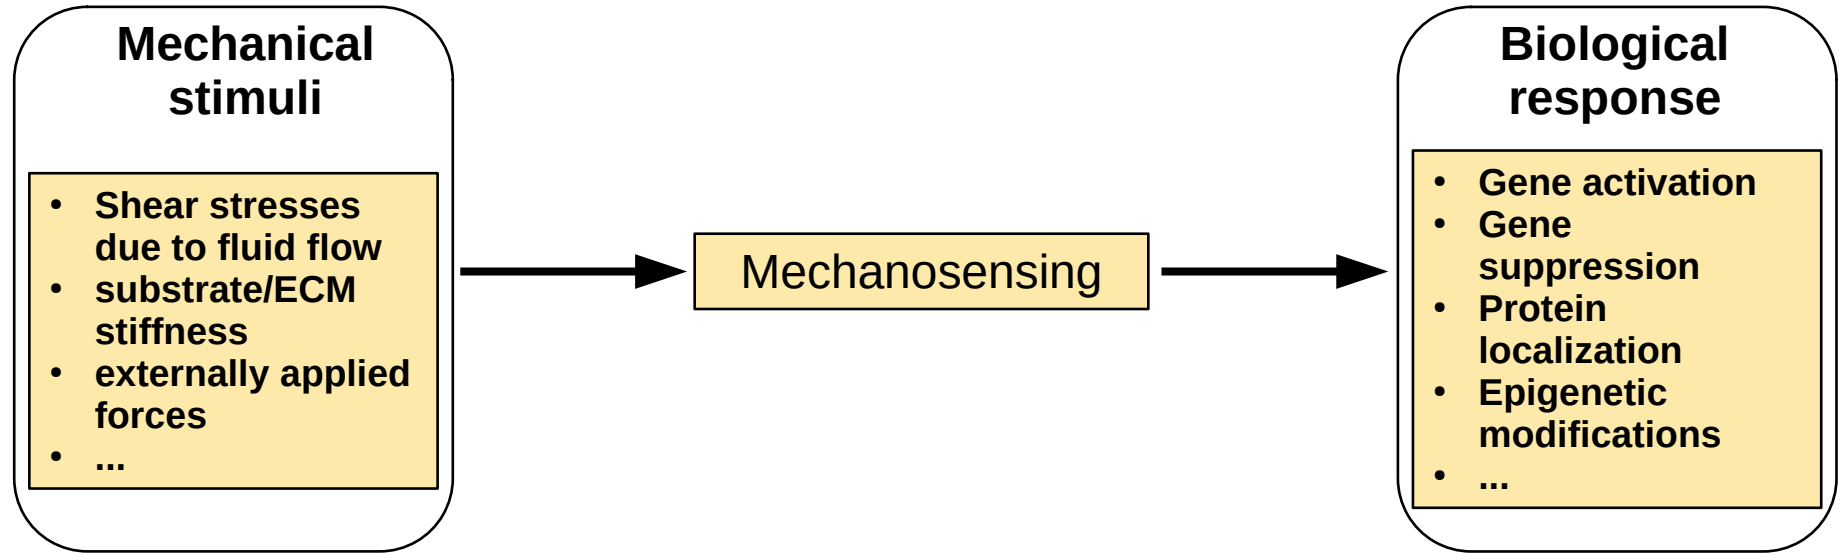 Mechanical
stimuli
• Shear stresses
due to fluid flow
• substrate/ECM
stiffness
• externally applied
forces
• ...
Mechanosensing
Biological
response
• Gene activation
• Gene
suppression
• Protein
localization
• Epigenetic
modifications
• ...